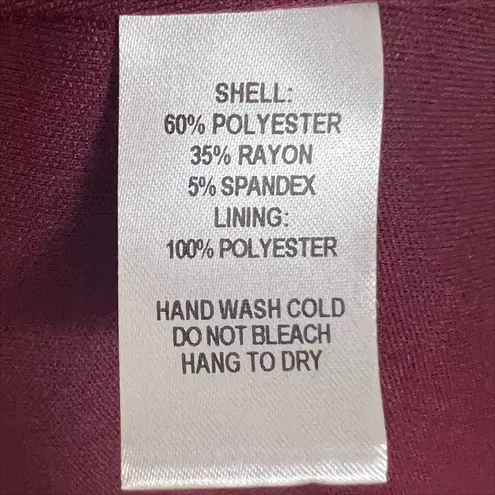 SHELL:
60% POLYESTER
35% RAYON
5% SPANDEX
LINING:
100% POLYESTER
HAND WASH COLD
DO NOT BLEACH
HANG TO DRY